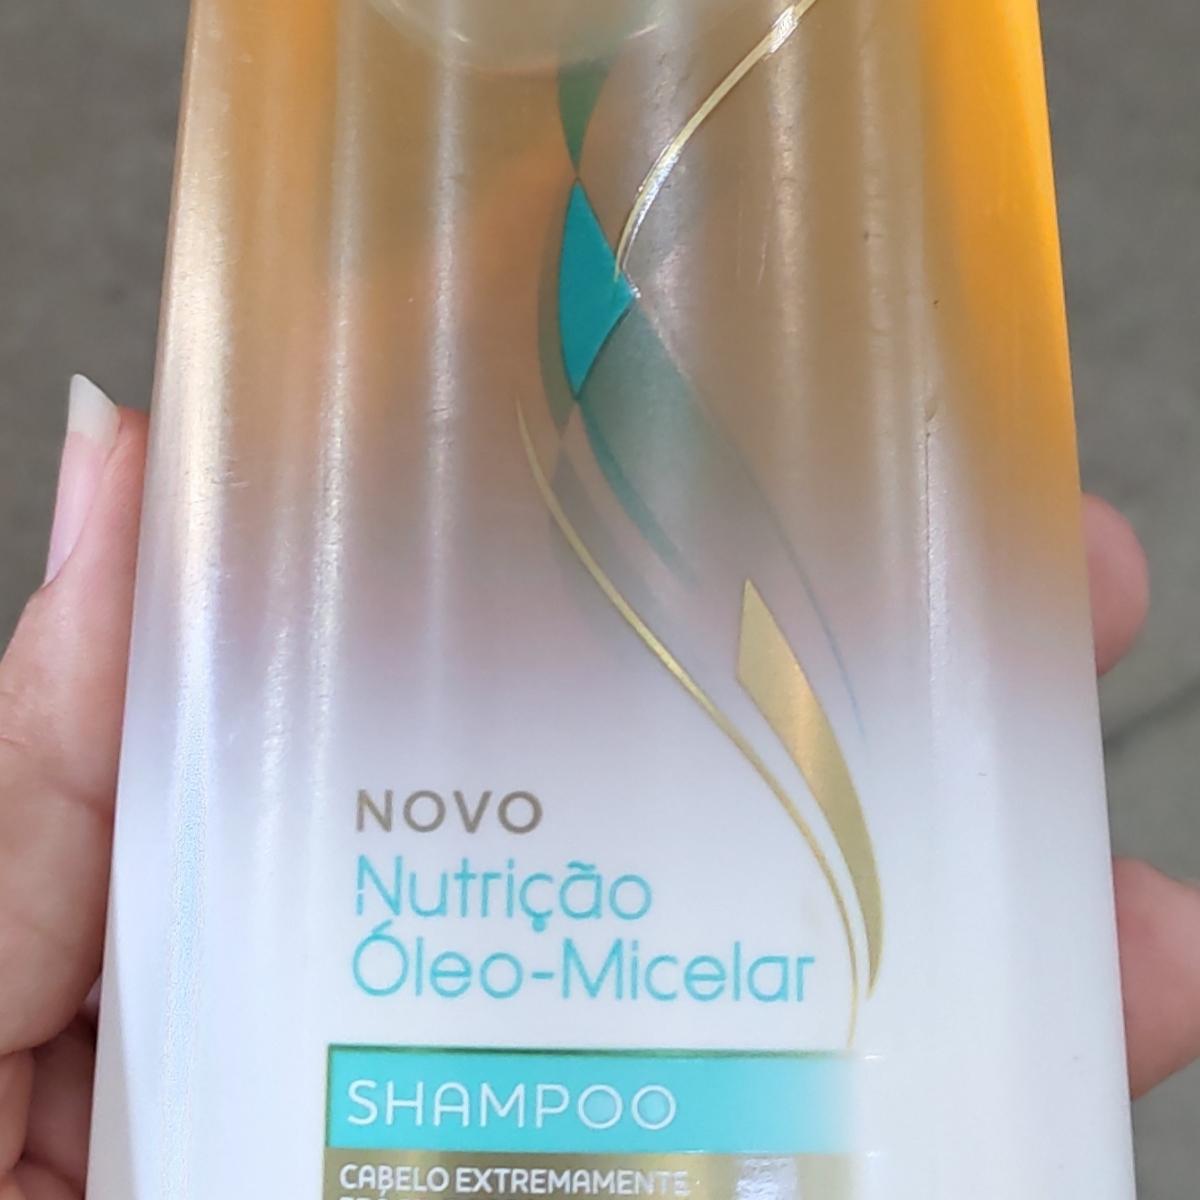 NOVO
Nutrição
Óleo-Micelar
SHAMPOO
CABELO EXTREMAMENTE